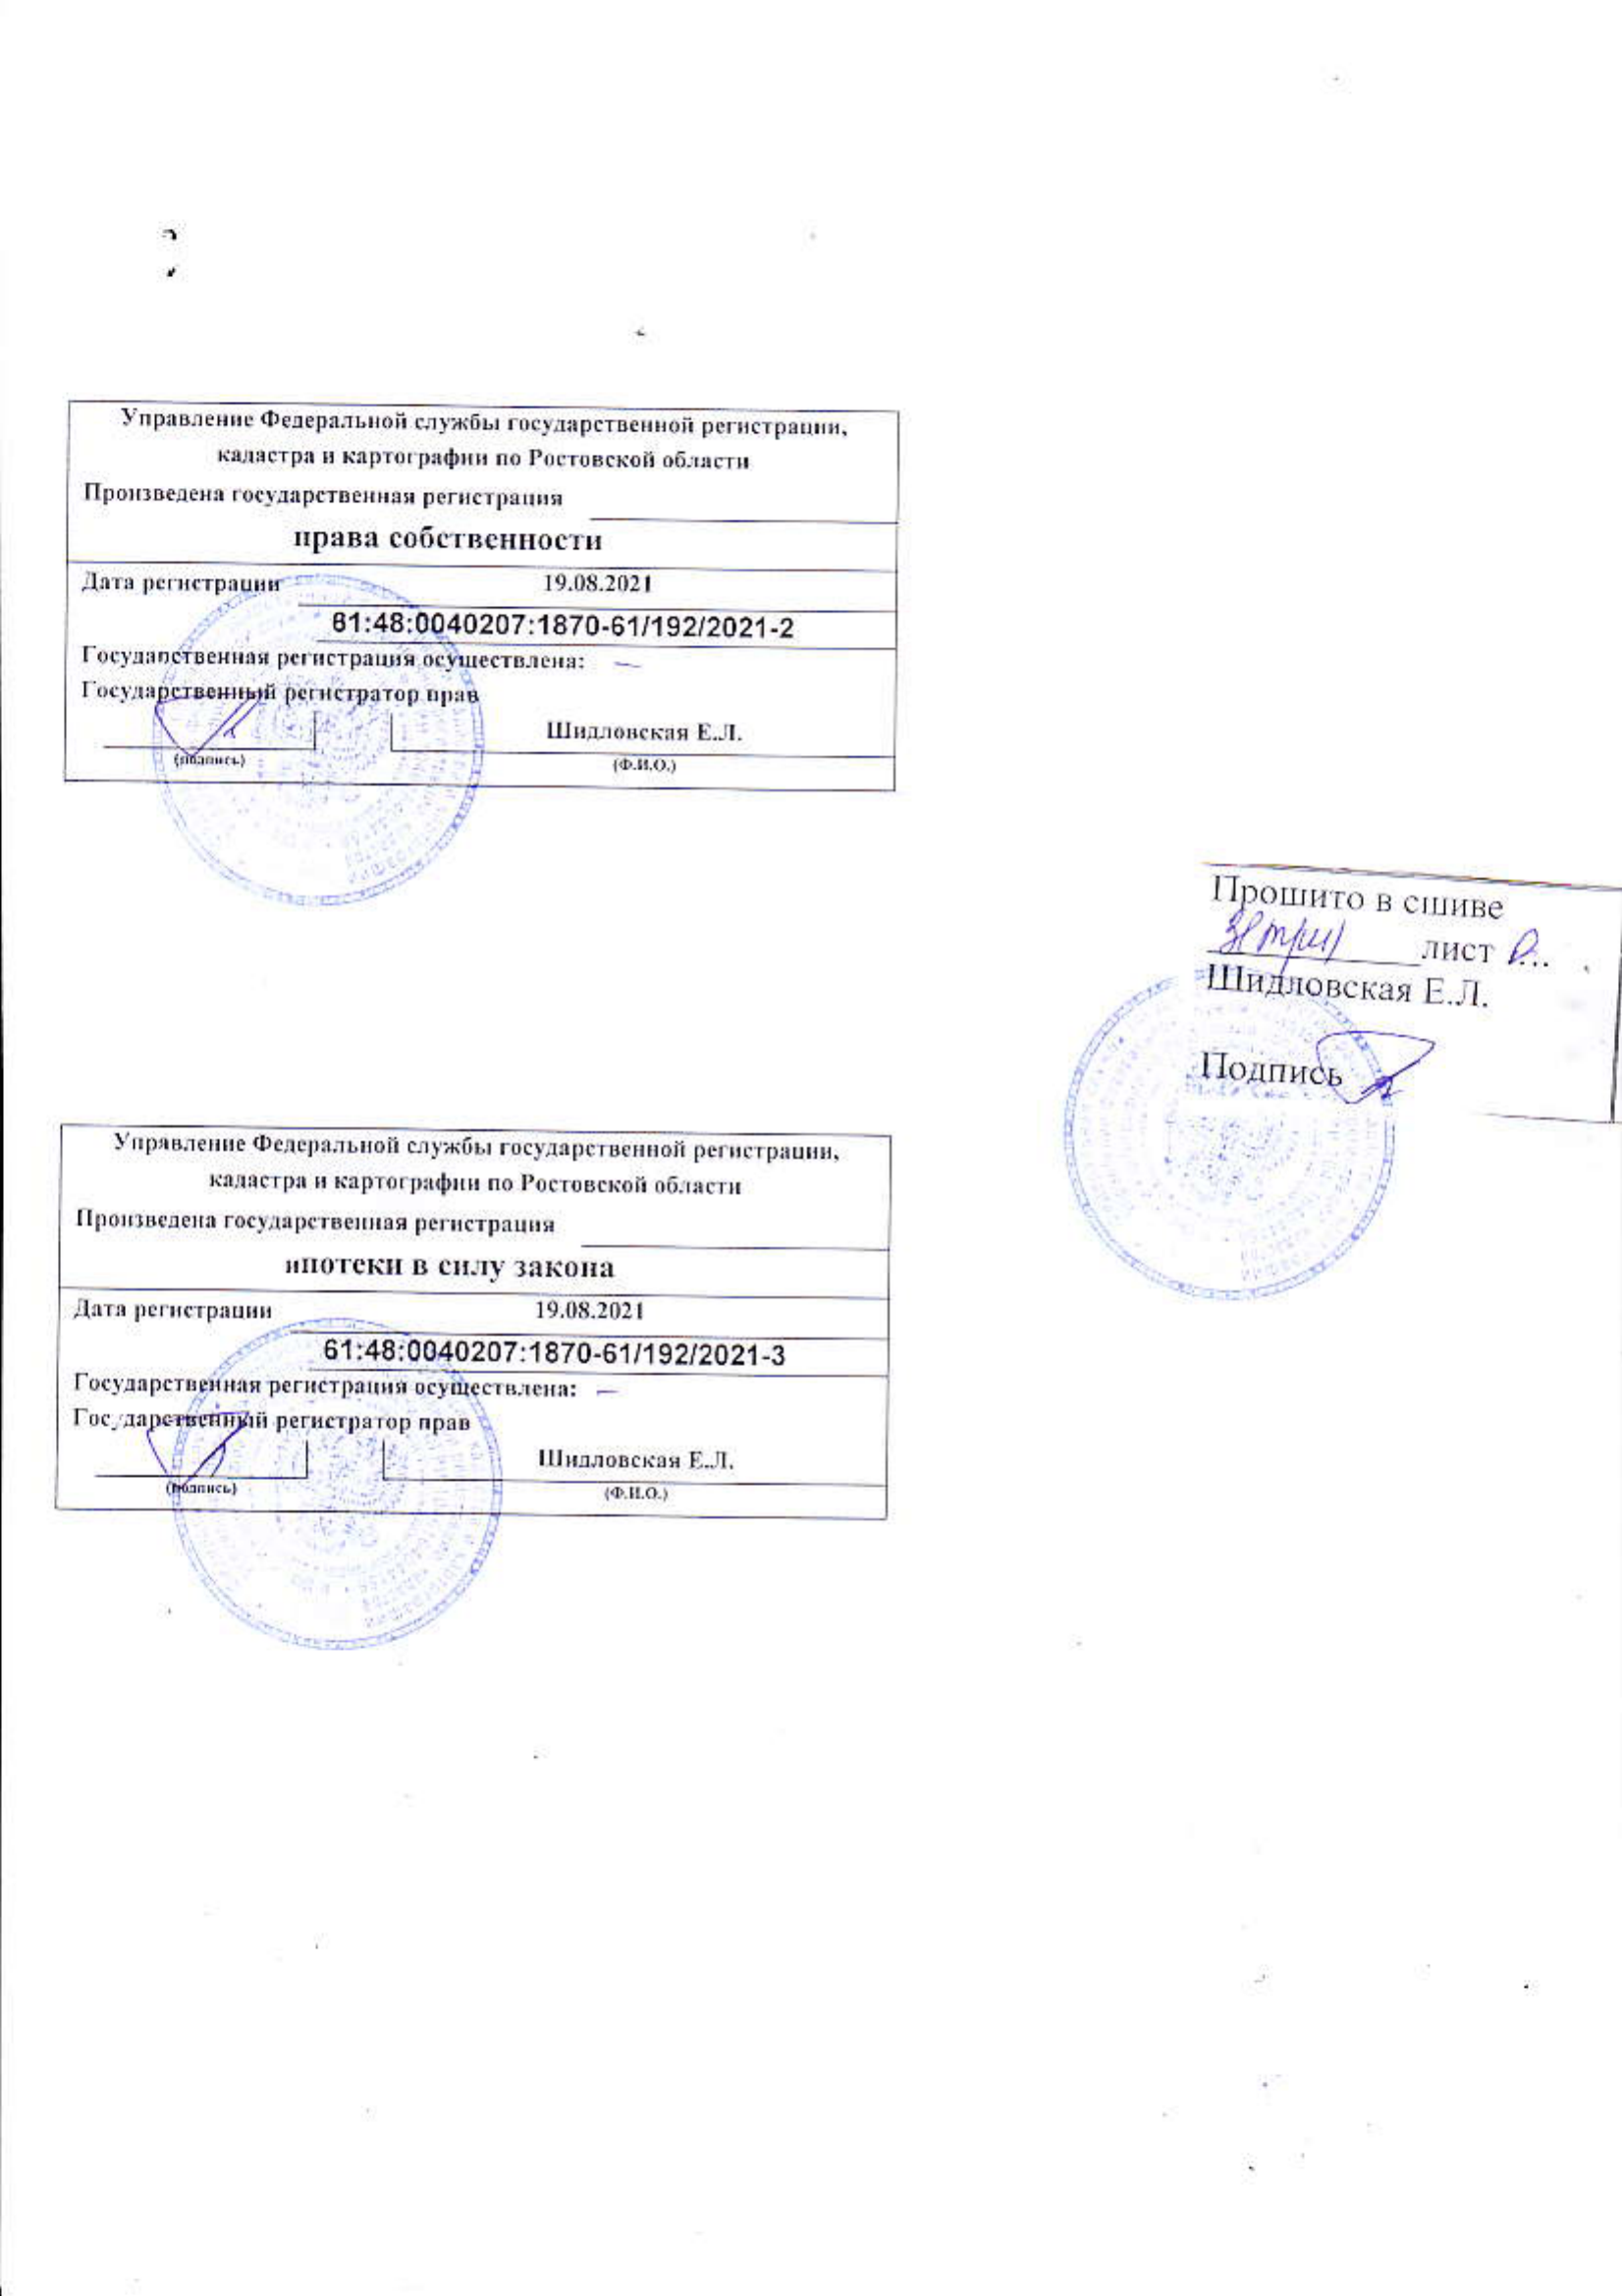 Управление Федеральной службы государственной регистрации,
кадастра и картографии по Ростовской области
Произведена государственная регистрация
права собственности
Дата регистрации 19.08.2021
61:48:0040207:1870-61/192/2021-2
Государственная регистрация осуществлена: —
Государственный регистратор прав
Шидловская Е.Л.
(подпись) (Ф.И.О.)
Прошито в сшиве
3(три) лист
Шидловская Е.Л.
Подпись
Управление Федеральной службы государственной регистрации,
кадастра и картографии по Ростовской области
Произведена государственная регистрация
ипотеки в силу закона
Дата регистрации 19.08.2021
61:48:0040207:1870-61/192/2021-3
Государственная регистрация осуществлена: —
Государственный регистратор прав
Шидловская Е.Л.
(подпись) (Ф.И.О.)